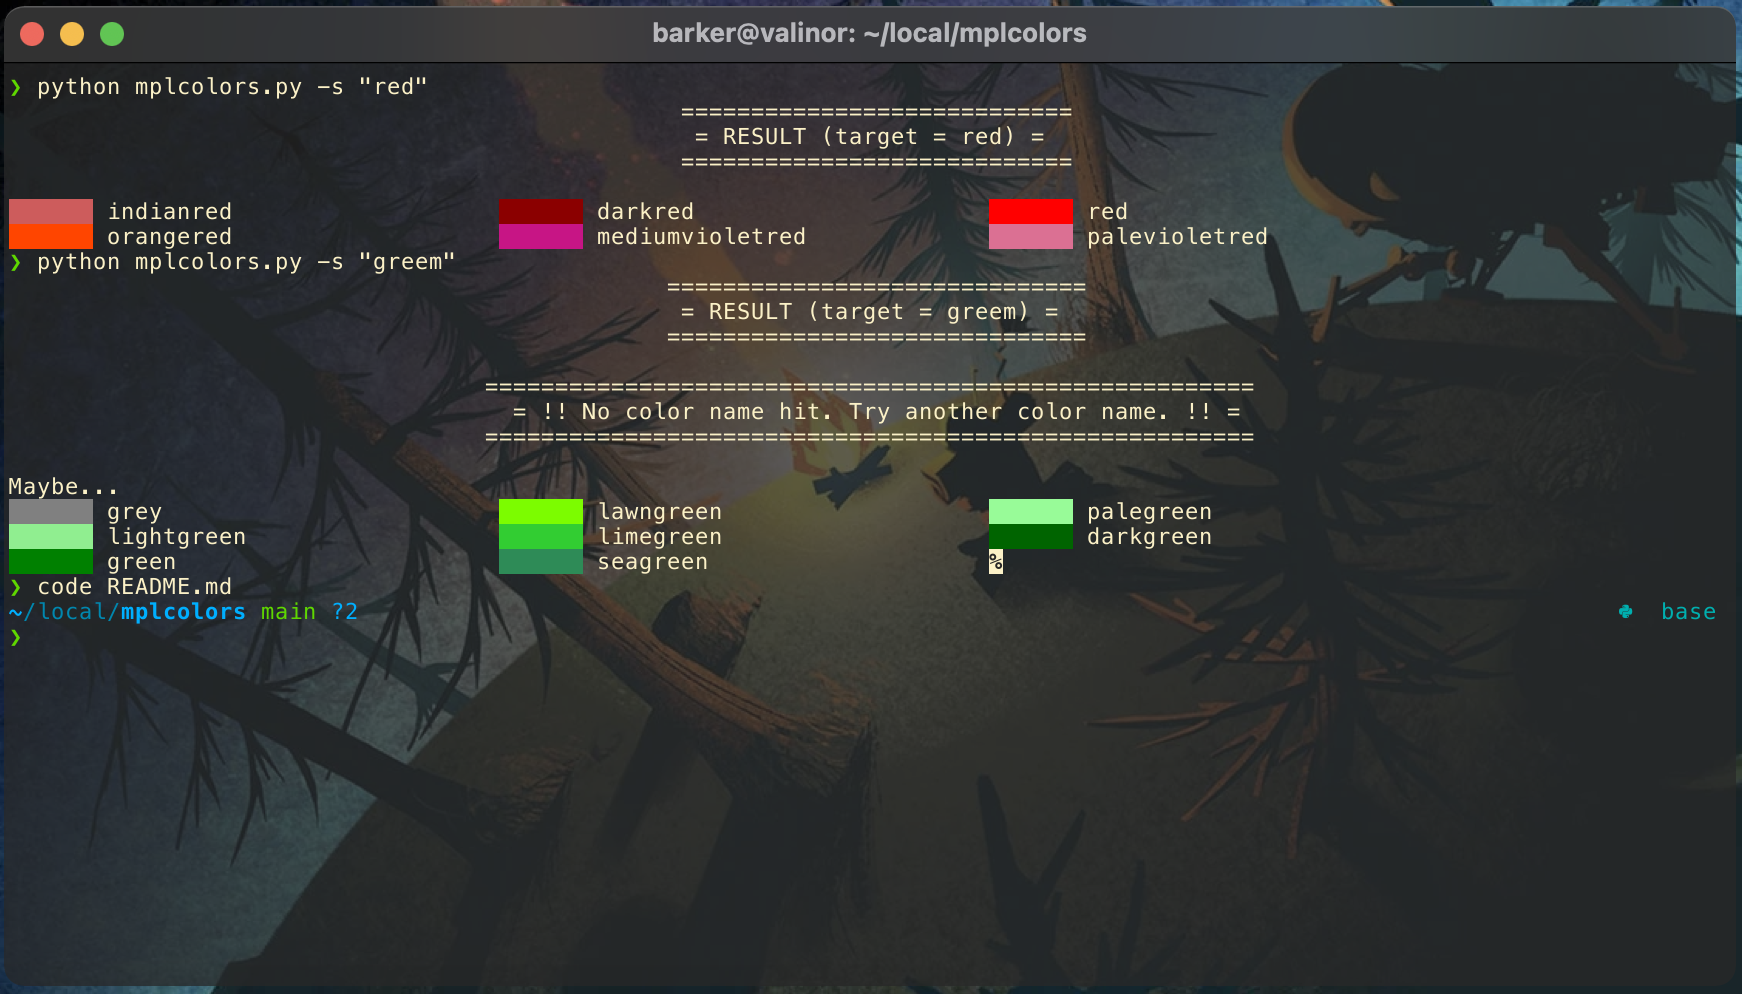 barker@valinor: ~/local/mplcolors
❯ python mplcolors.py -s "red"
============================
= RESULT (target = red) =
============================
indianred darkred red
orangered mediumvioletred palevioletred
❯ python mplcolors.py -s "greem"
==============================
= RESULT (target = greem) =
==============================
=======================================================
= !! No color name hit. Try another color name. !! =
=======================================================
Maybe...
grey lawngreen palegreen
lightgreen limegreen darkgreen
green seagreen %
❯ code README.md
~/local/mplcolors main ?2 base
❯